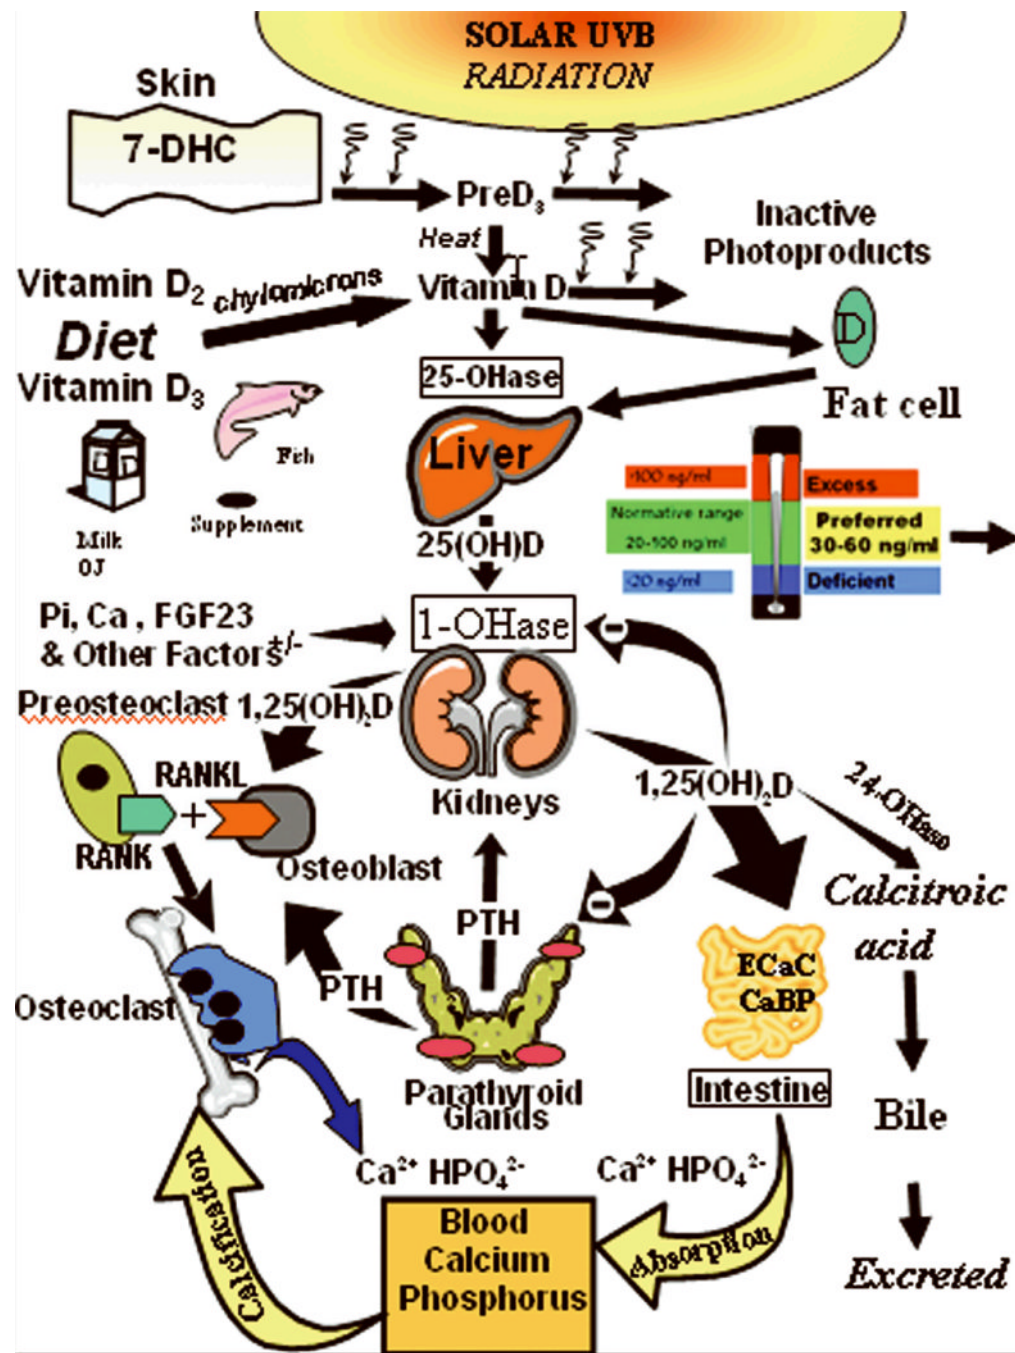 SOLAR UVB
RADIATION
Skin
7-DHC
PreD₃
Heat
Inactive
Photoproducts
Vitamin D₂
chylomicrons
Vitamin D
Diet
Vitamin D₃
D
25-OHase
Fat cell
Liver
Fish
Supplement
Milk
OJ
25(OH)D
>100 ng/ml
Excess
Normative range
20-100 ng/ml
Preferred
30-60 ng/ml
<20 ng/ml
Deficient
Pi, Ca , FGF23
& Other Factors +/-
1-OHase
−
Preosteoclast
1,25(OH)₂D
RANKL
+
RANK
Osteoblast
Kidneys
1,25(OH)₂D
24-OHase
−
Calcitroic
acid
PTH
PTH
ECaC
CaBP
Osteoclast
Parathyroid
Glands
Intestine
Bile
Ca²⁺ HPO₄²⁻
Ca²⁺ HPO₄²⁻
Calcification
Blood
Calcium
Phosphorus
Absorption
Excreted